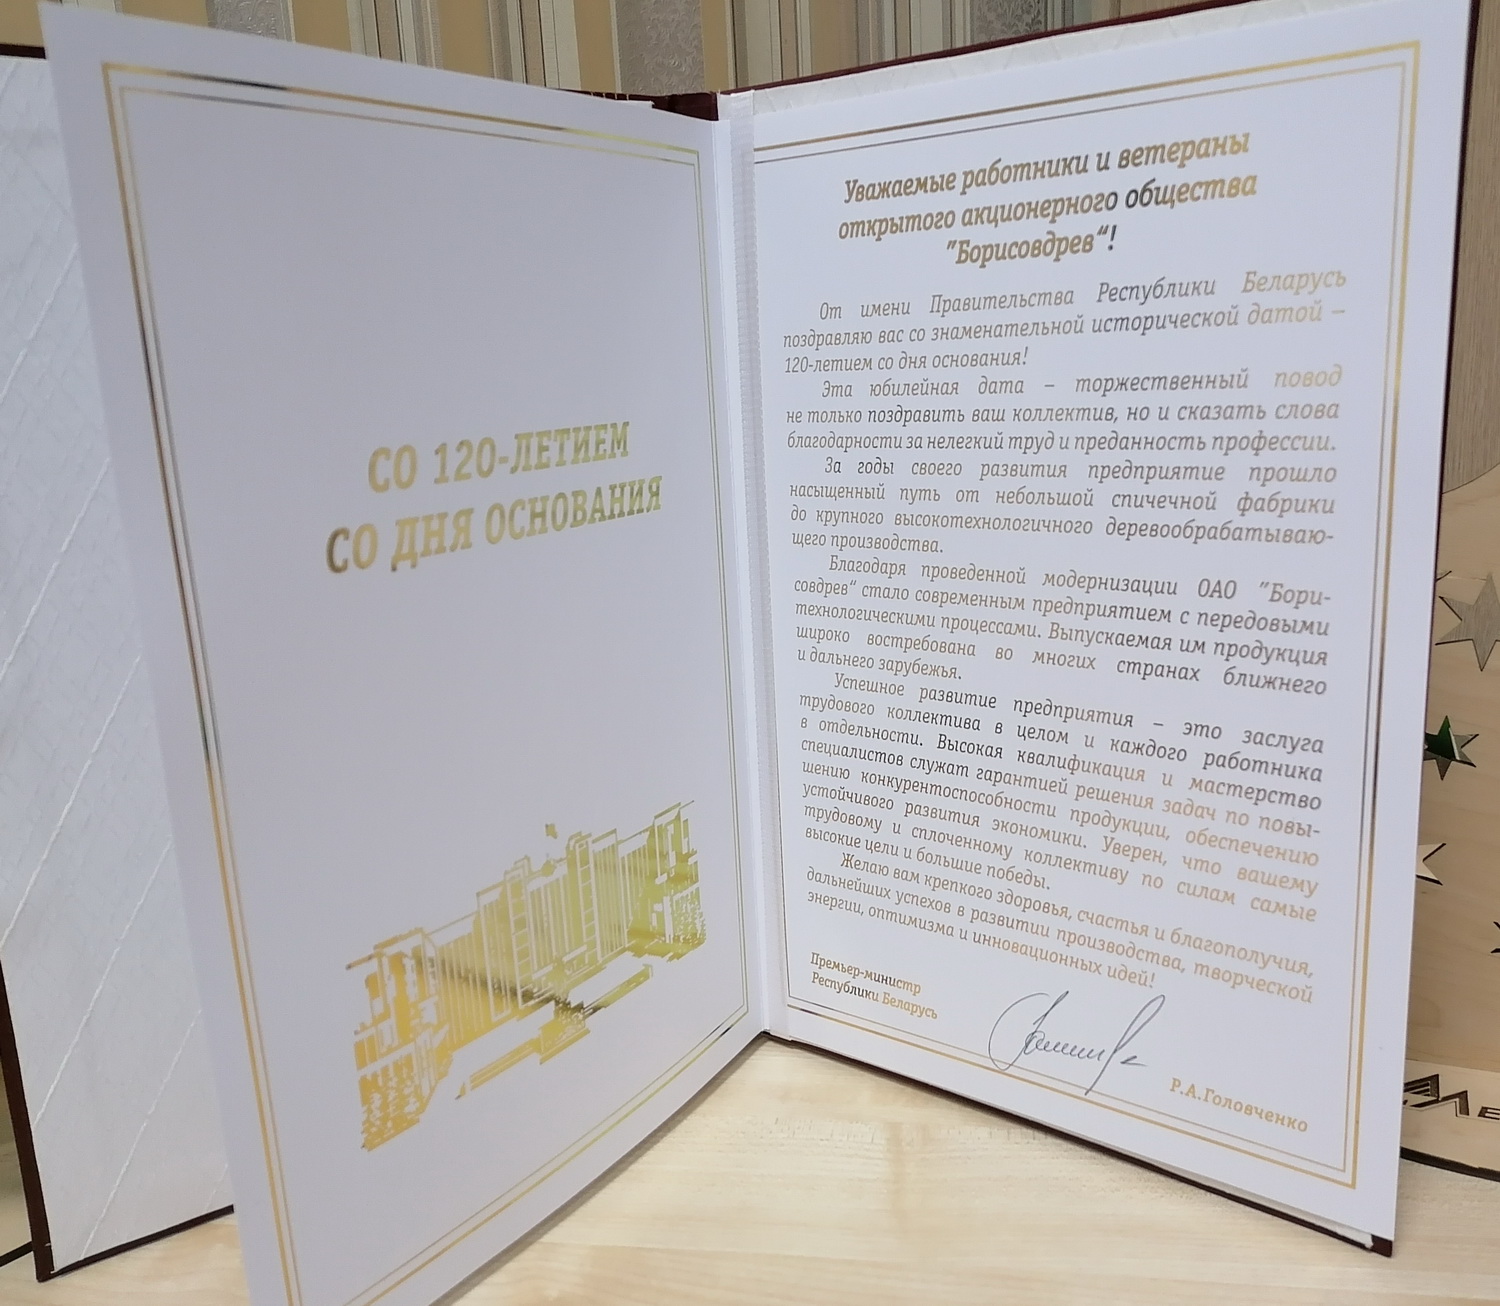 СО 120-ЛЕТИЕМ
СО ДНЯ ОСНОВАНИЯ
Уважаемые работники и ветераны
открытого акционерного общества
"Борисовдрев“!
От имени Правительства Республики Беларусь
поздравляю вас со знаменательной исторической датой –
120-летием со дня основания!
Эта юбилейная дата – торжественный повод
не только поздравить ваш коллектив, но и сказать слова
благодарности за нелегкий труд и преданность профессии.
За годы своего развития предприятие прошло
насыщенный путь от небольшой спичечной фабрики
до крупного высокотехнологичного деревообрабатываю-
щего производства.
Благодаря проведенной модернизации ОАО "Бори-
совдрев“ стало современным предприятием с передовыми
технологическими процессами. Выпускаемая им продукция
широко востребована во многих странах ближнего
и дальнего зарубежья.
Успешное развитие предприятия – это заслуга
трудового коллектива в целом и каждого работника
в отдельности. Высокая квалификация и мастерство
специалистов служат гарантией решения задач по повы-
шению конкурентоспособности продукции, обеспечению
устойчивого развития экономики. Уверен, что вашему
трудовому и сплоченному коллективу по силам самые
высокие цели и большие победы.
Желаю вам крепкого здоровья, счастья и благополучия,
дальнейших успехов в развитии производства, творческой
энергии, оптимизма и инновационных идей!
Премьер-министр
Республики Беларусь
Р.А.Головченко